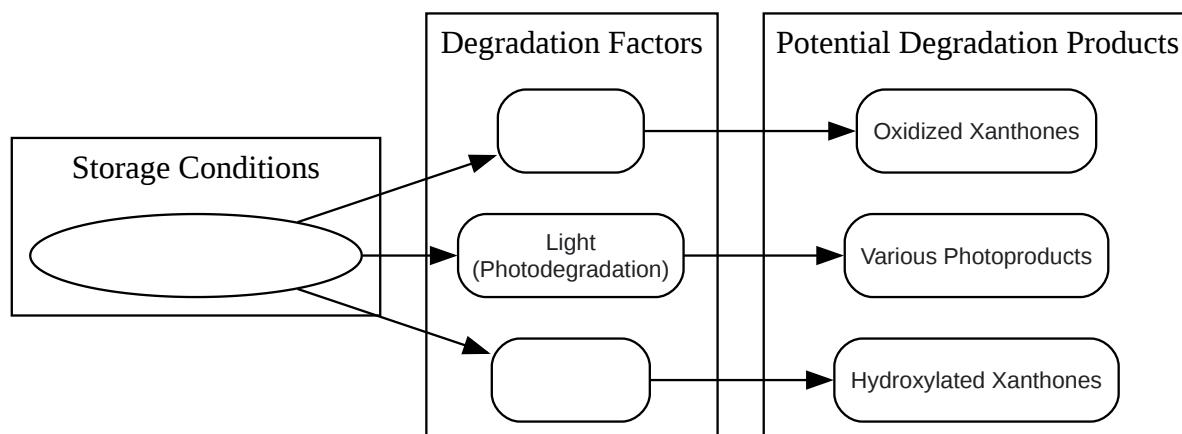 Storage Conditions
Degradation Factors
Light
(Photodegradation)
Potential Degradation Products
Oxidized Xanthones
Various Photoproducts
Hydroxylated Xanthones